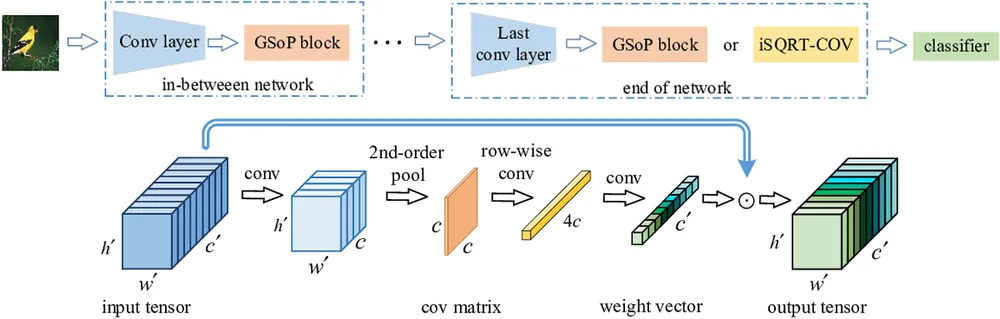 Conv layer
GSoP block
. . .
in-betweeen network
Last
conv layer
GSoP block
or
iSQRT-COV
end of network
classifier
conv
2nd-order
pool
row-wise
conv
conv
h′
w′
c′
h′
w′
c
c
c
4c
c′
h′
w′
c′
input tensor
cov matrix
weight vector
output tensor